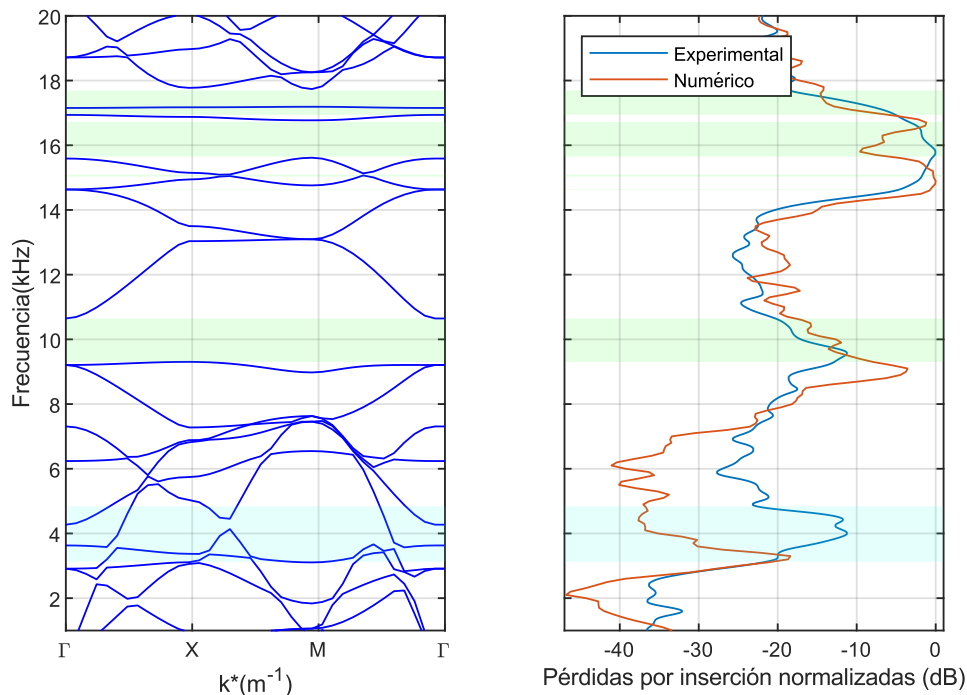 20
18
16
14
12
10
8
6
4
2
Frecuencia(kHz)
Γ X M Γ
k*(m⁻¹)
Experimental
Numérico
-40 -30 -20 -10 0
Pérdidas por inserción normalizadas (dB)